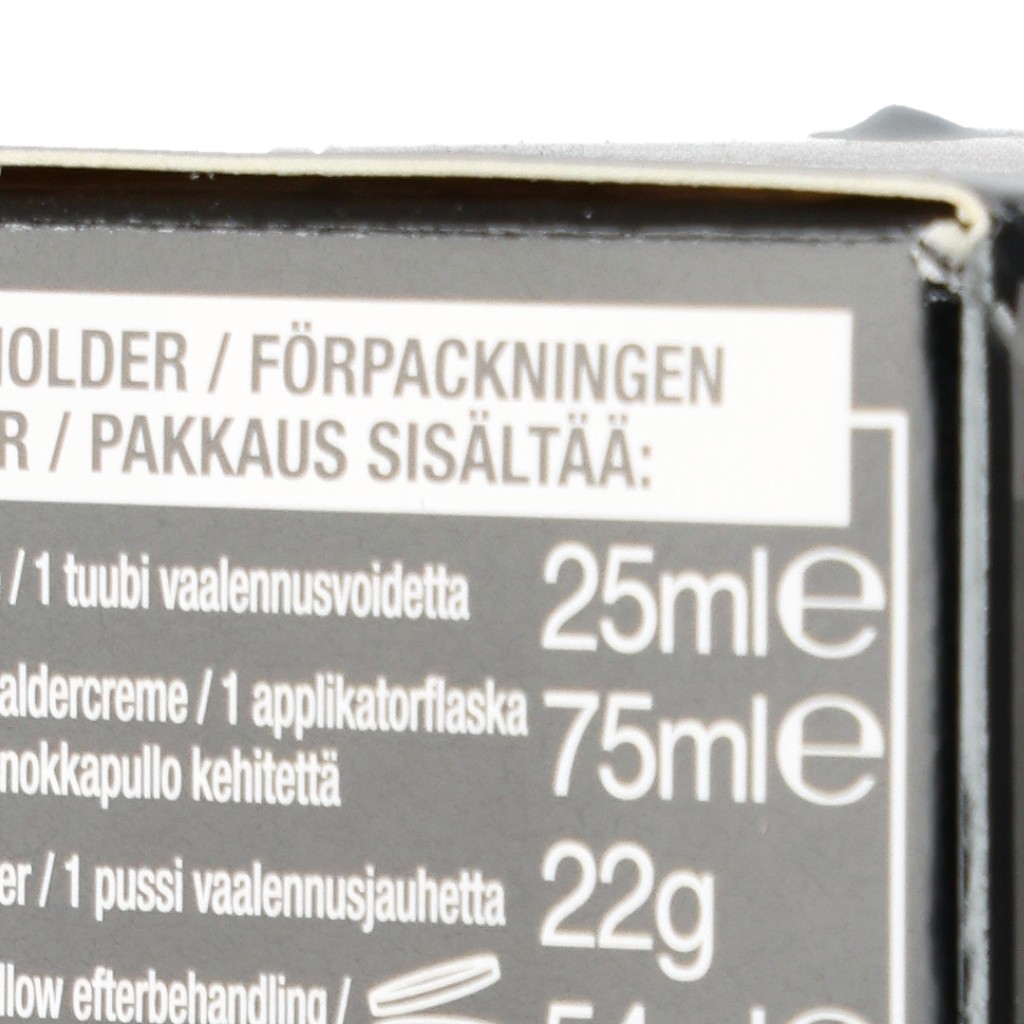 HOLDER / FÖRPACKNINGEN
R / PAKKAUS SISÄLTÄÄ:
/ 1 tuubi vaalennusvoidetta 25ml e
aldercreme / 1 applikatorflaska 75ml e
nokkapullo kehitettä
er / 1 pussi vaalennusjauhetta 22g
llow efterbehandling /